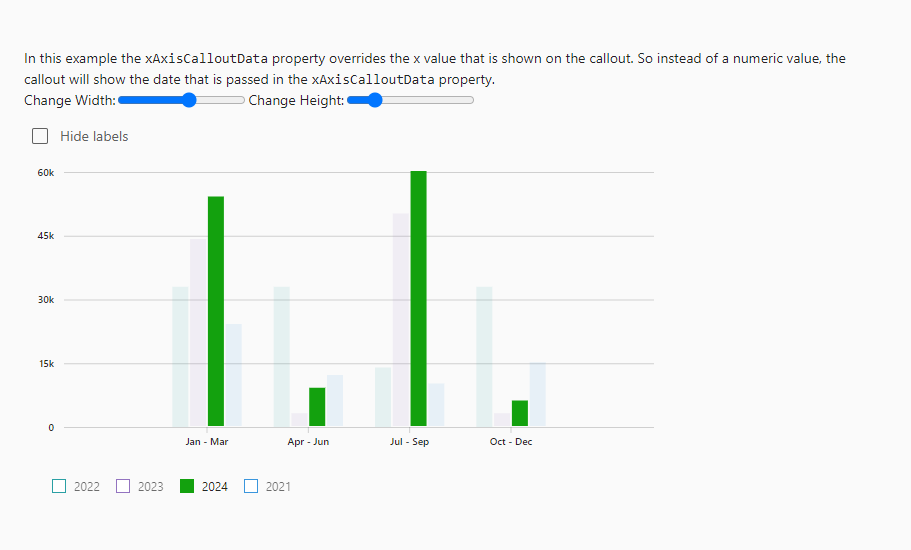 In this example the xAxisCalloutData property overrides the x value that is shown on the callout. So instead of a numeric value, the
callout will show the date that is passed in the xAxisCalloutData property.
Change Width: Change Height:
Hide labels
60k
45k
30k
15k
0
Jan - Mar Apr - Jun Jul - Sep Oct - Dec
2022 2023 2024 2021